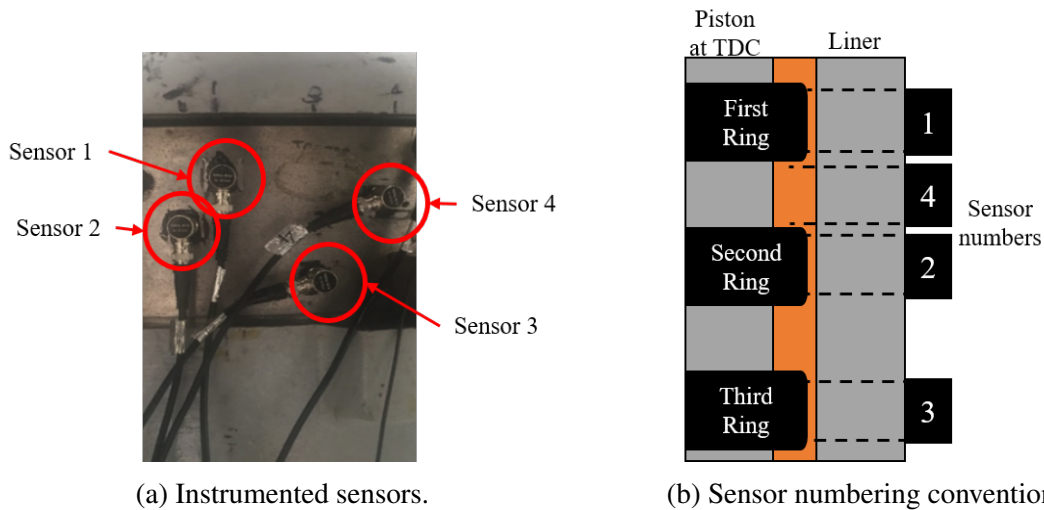 Sensor 1
Sensor 2
Sensor 4
Sensor 3
(a) Instrumented sensors.
Piston
at TDC
Liner
First
Ring
Second
Ring
Third
Ring
1
4
2
3
Sensor
numbers
(b) Sensor numbering convention